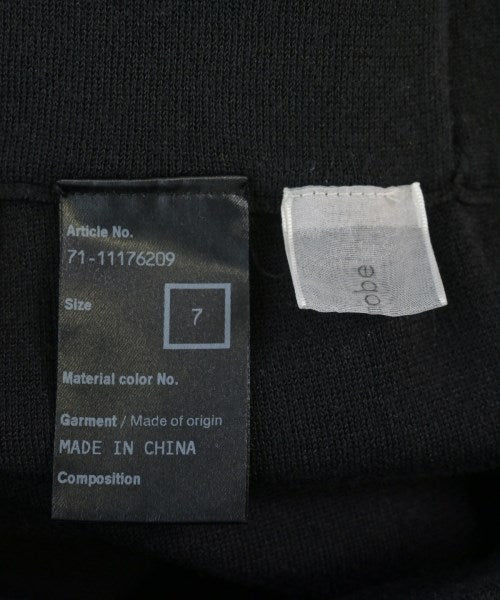 Article No.
71-11176209
Size
7
Material color No.
Garment / Made of origin
MADE IN CHINA
Composition
obe